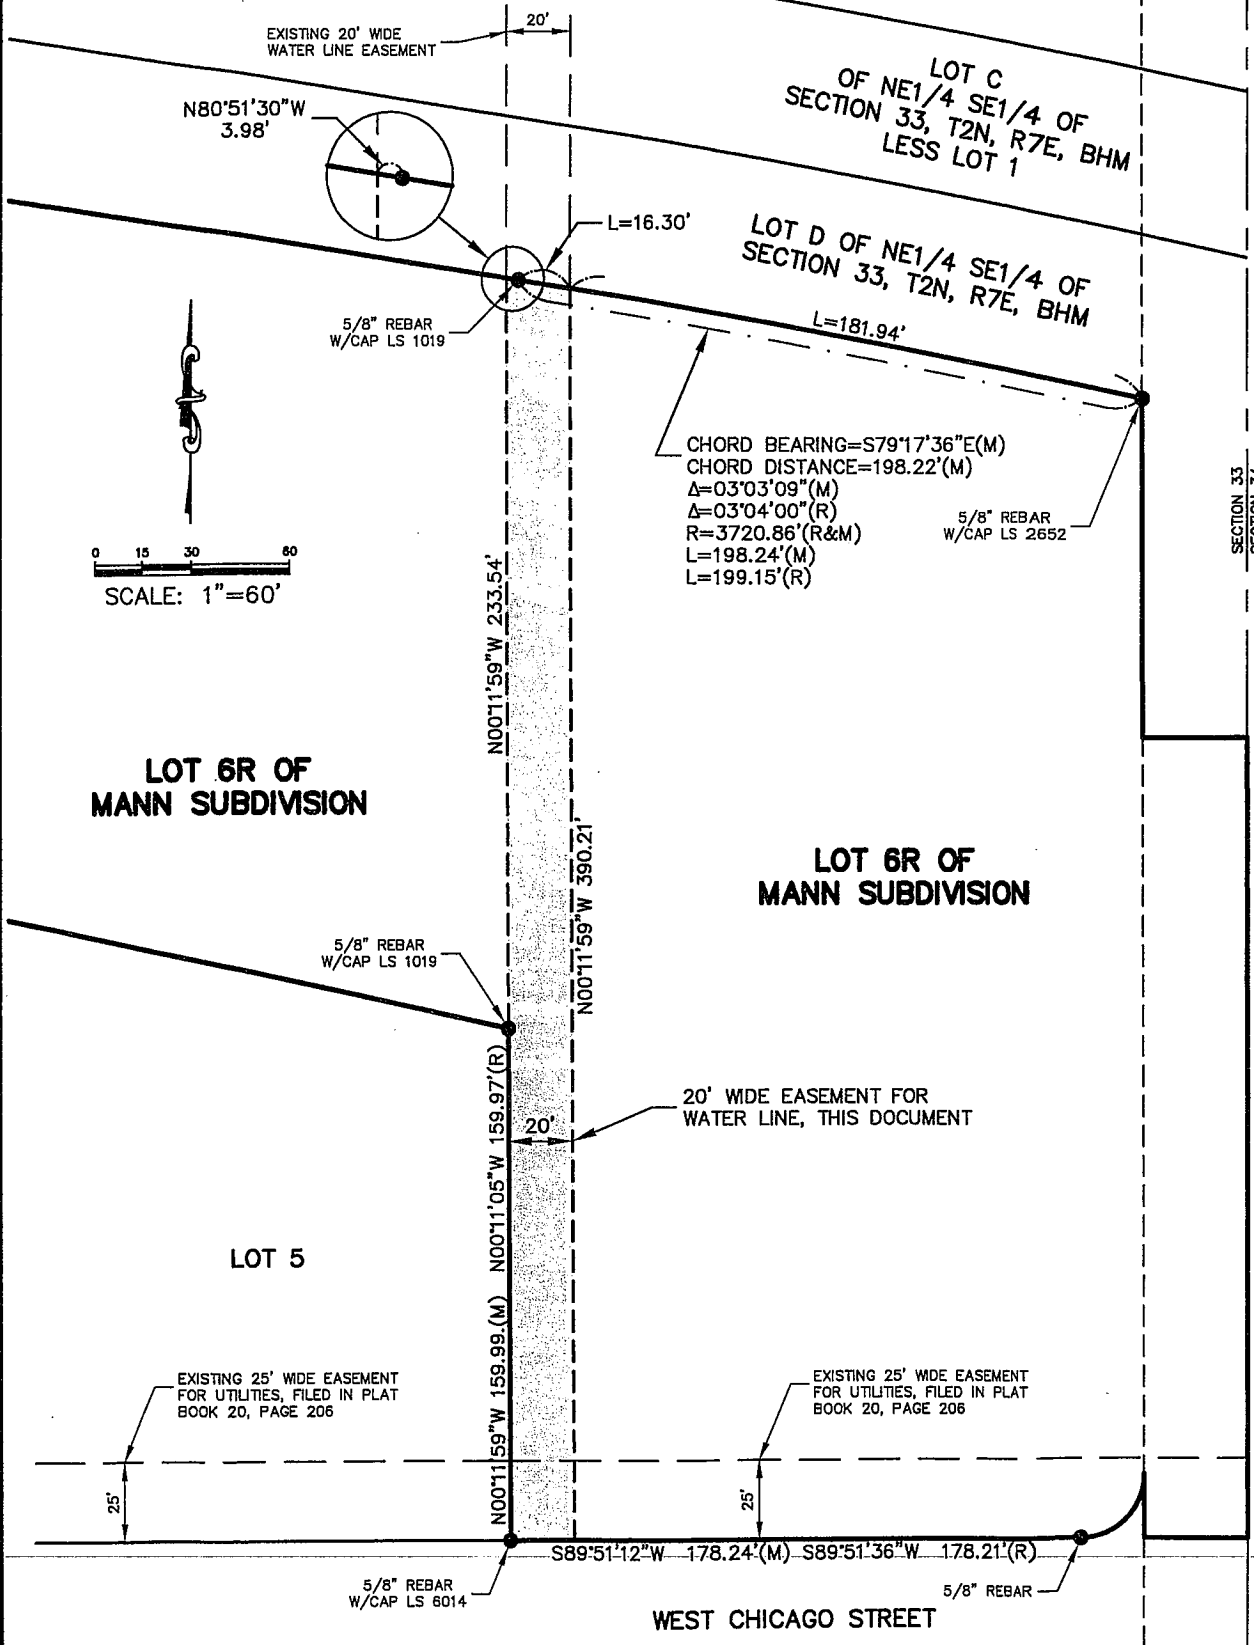 20'
EXISTING 20' WIDE
WATER LINE EASEMENT
LOT C
OF NE1/4 SE1/4 OF
SECTION 33, T2N, R7E, BHM
LESS LOT 1
N80°51'30"W
3.98'
L=16.30'
LOT D OF NE1/4 SE1/4 OF
SECTION 33, T2N, R7E, BHM
5/8" REBAR
W/CAP LS 1019
L=181.94'
CHORD BEARING=S79°17'36"E(M)
CHORD DISTANCE=198.22'(M)
Δ=03°03'09"(M)
Δ=03°04'00"(R)
R=3720.86'(R&M)
L=198.24'(M)
L=199.15'(R)
5/8" REBAR
W/CAP LS 2652
SECTION 33
0 15 30 60
SCALE: 1"=60'
N00°11'59"W 233.54'
LOT 6R OF
MANN SUBDIVISION
N00°11'59"W 390.21'
LOT 6R OF
MANN SUBDIVISION
5/8" REBAR
W/CAP LS 1019
N00°11'59"W 159.99.(M) N00°11'05"W 159.97'(R)
20'
20' WIDE EASEMENT FOR
WATER LINE, THIS DOCUMENT
LOT 5
EXISTING 25' WIDE EASEMENT
FOR UTILITIES, FILED IN PLAT
BOOK 20, PAGE 206
EXISTING 25' WIDE EASEMENT
FOR UTILITIES, FILED IN PLAT
BOOK 20, PAGE 206
25'
25'
S89°51'12"W 178.24'(M) S89°51'36"W 178.21'(R)
5/8" REBAR
W/CAP LS 6014
5/8" REBAR
WEST CHICAGO STREET